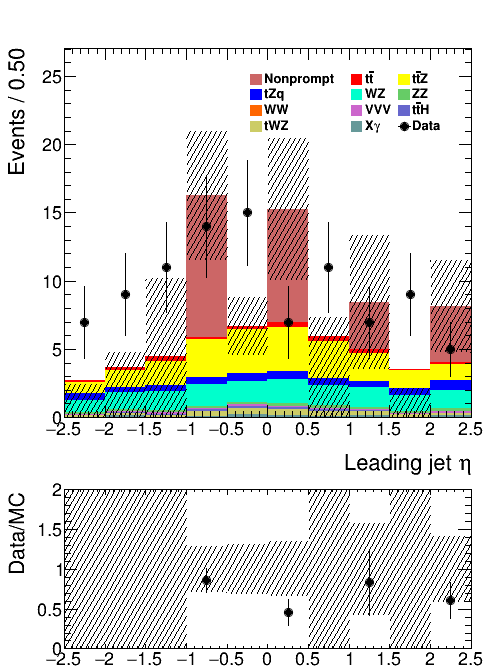 Events / 0.50
25
20
15
10
5
0
Nonprompt tt̄ tt̄Z
tZq WZ ZZ
WW VVV tt̄H
tWZ Xγ Data
−2.5 −2 −1.5 −1 −0.5 0 0.5 1 1.5 2 2.5
Leading jet η
Data/MC
2
1.5
1
0.5
0
−2.5 −2 −1.5 −1 −0.5 0 0.5 1 1.5 2 2.5